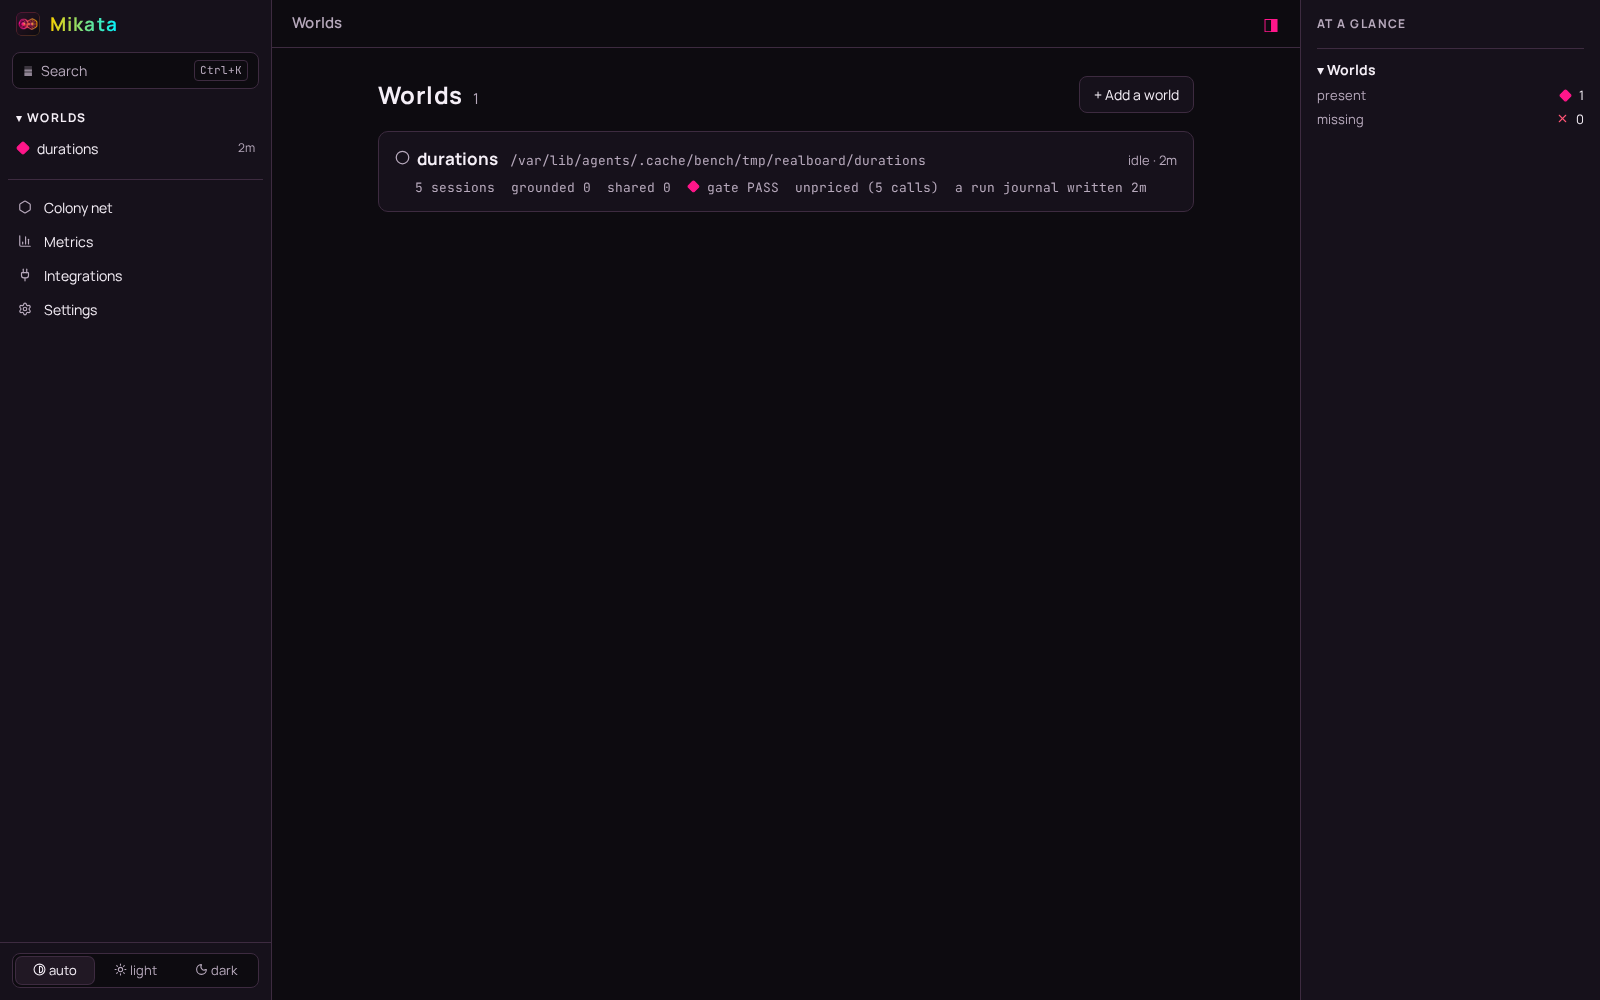 Mikata
Search Ctrl+K
WORLDS
durations 2m
Colony net
Metrics
Integrations
Settings
auto light dark
Worlds
Worlds 1
+ Add a world
durations /var/lib/agents/.cache/bench/tmp/realboard/durations idle · 2m
5 sessions grounded 0 shared 0 gate PASS unpriced (5 calls) a run journal written 2m
AT A GLANCE
Worlds
present 1
missing 0